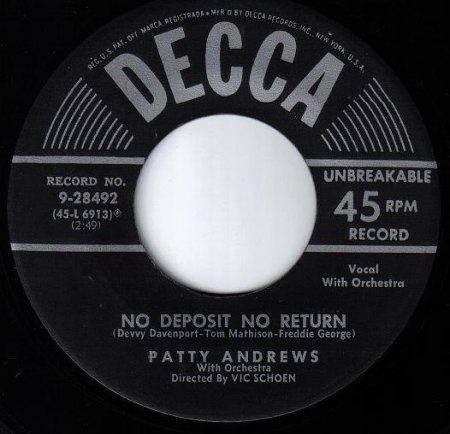 REG. U.S. PAT. OFF. MARCA REGISTRADA • MF'R D BY DECCA RECORDS, INC., NEW YORK, U.S.A.
DECCA
RECORD NO.
9-28492
(45-L 6913)
(2:49)
UNBREAKABLE
45 RPM
RECORD
Vocal
With Orchestra
NO DEPOSIT NO RETURN
(Devvy Davenport-Tom Mathison-Freddie George)
PATTY ANDREWS
With Orchestra
Directed By VIC SCHOEN